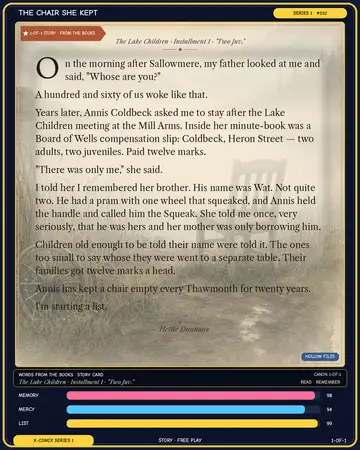 THE CHAIR SHE KEPT
SERIES 1 · #032
★ 1-OF-1 STORY · FROM THE BOOKS
The Lake Children · Installment I · "Two Juv."
On the morning after Sallowmere, my father looked at me and
said, "Whose are you?"
A hundred and sixty of us woke like that.
Years later, Annis Coldbeck asked me to stay after the Lake
Children meeting at the Mill Arms. Inside her minute-book was a
Board of Wells compensation slip: Coldbeck, Heron Street — two
adults, two juveniles. Paid twelve marks.
"There was only me," she said.
I told her I remembered her brother. His name was Wat. Not quite
two. He had a pram with one wheel that squeaked, and Annis held
the handle and called him the Squeak. She told me once, very
seriously, that he was hers and her mother was only borrowing him.
Children old enough to be told their name were told it. The ones
too small to say whose they were went to a separate table. Their
families got twelve marks a head.
Annis has kept a chair empty every Thawmonth for twenty years.
I'm starting a list.
Hettie Dunmore
HOLLOW FILES
WORDS FROM THE BOOKS · STORY CARD
CANON 1-OF-1
The Lake Children · Installment I · "Two Juv."
READ · REMEMBER
MEMORY
98
MERCY
94
LIST
99
X-COMIX SERIES 1
STORY · FREE PLAY
1-OF-1